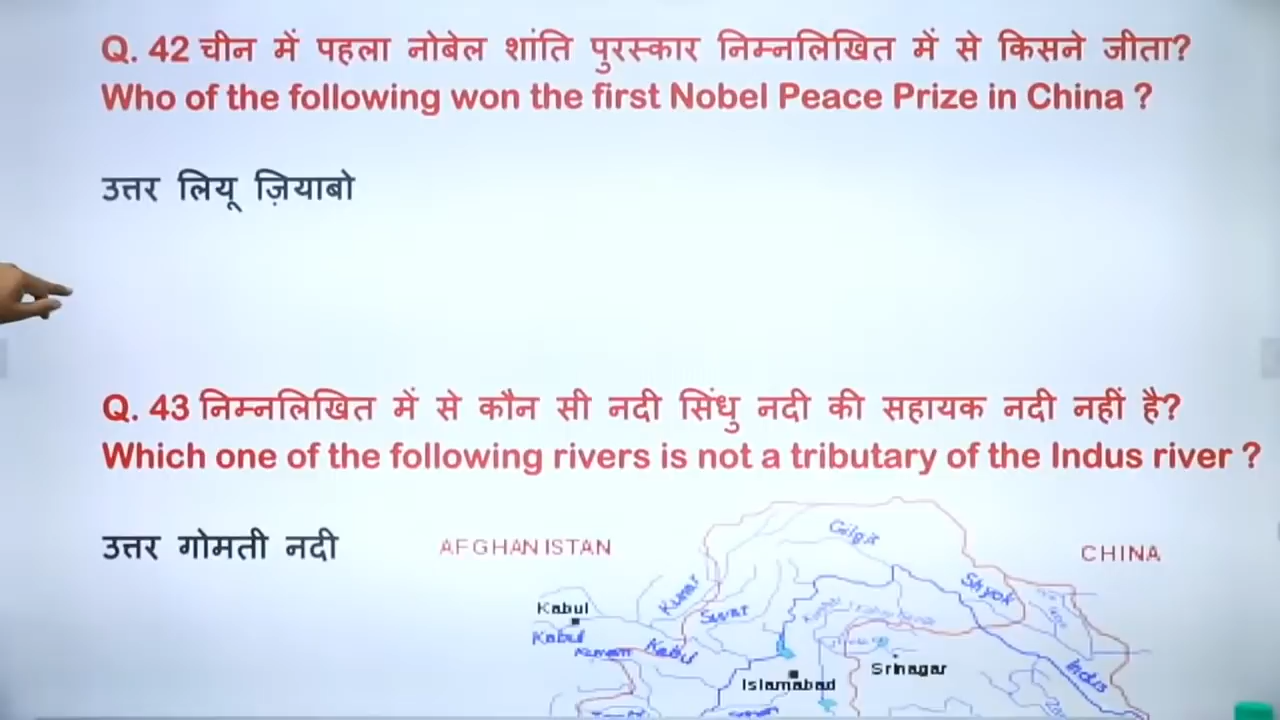 Q. 42 चीन में पहला नोबेल शांति पुरस्कार निम्नलिखित में से किसने जीता?
Who of the following won the first Nobel Peace Prize in China ?
उत्तर लियू ज़ियाबो
Q. 43 निम्नलिखित में से कौन सी नदी सिंधु नदी की सहायक नदी नहीं है?
Which one of the following rivers is not a tributary of the Indus river ?
उत्तर गोमती नदी
AFGHANISTAN
Gilgit
CHINA
Kunar
Shyok
Kabul
Swat
Kabul
Kabul
Srinagar
Indus
Islamabad